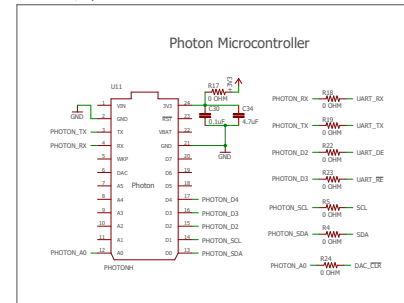 Photon Microcontroller
U11
R17
0 OHM
+3V3
C30
0.1uF
C34
4.7uF
GND
GND
PHOTON_TX
PHOTON_RX
PHOTON_A0
1 VIN
2 GND
3 TX
4 RX
5 WKP
6 DAC
7 A5
8 A4
9 A3
10 A2
11 A1
12 A0
Photon
3V3 24
RST 23
VBAT 22
GND 21
D7 20
D6 19
D5 18
D4 17 PHOTON_D4
D3 16 PHOTON_D3
D2 15 PHOTON_D2
D1 14 PHOTON_SCL
D0 13 PHOTON_SDA
PHOTONH
PHOTON_RX R18 0 OHM UART_RX
PHOTON_TX R19 0 OHM UART_TX
PHOTON_D2 R22 0 OHM UART_DE
PHOTON_D3 R23 0 OHM UART_RE
PHOTON_SCL R5 0 OHM SCL
PHOTON_SDA R4 0 OHM SDA
PHOTON_A0 R24 0 OHM DAC_CLR